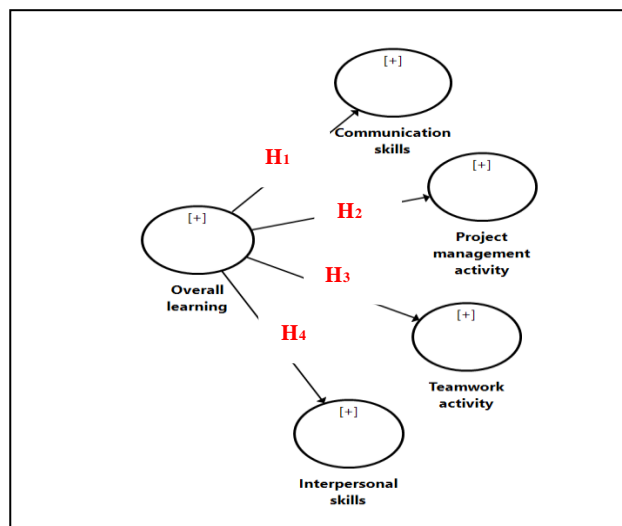 [+]
Communication
skills
H1
[+]
H2
Project
management
activity
[+]
Overall
learning
H3
[+]
Teamwork
activity
H4
[+]
Interpersonal
skills